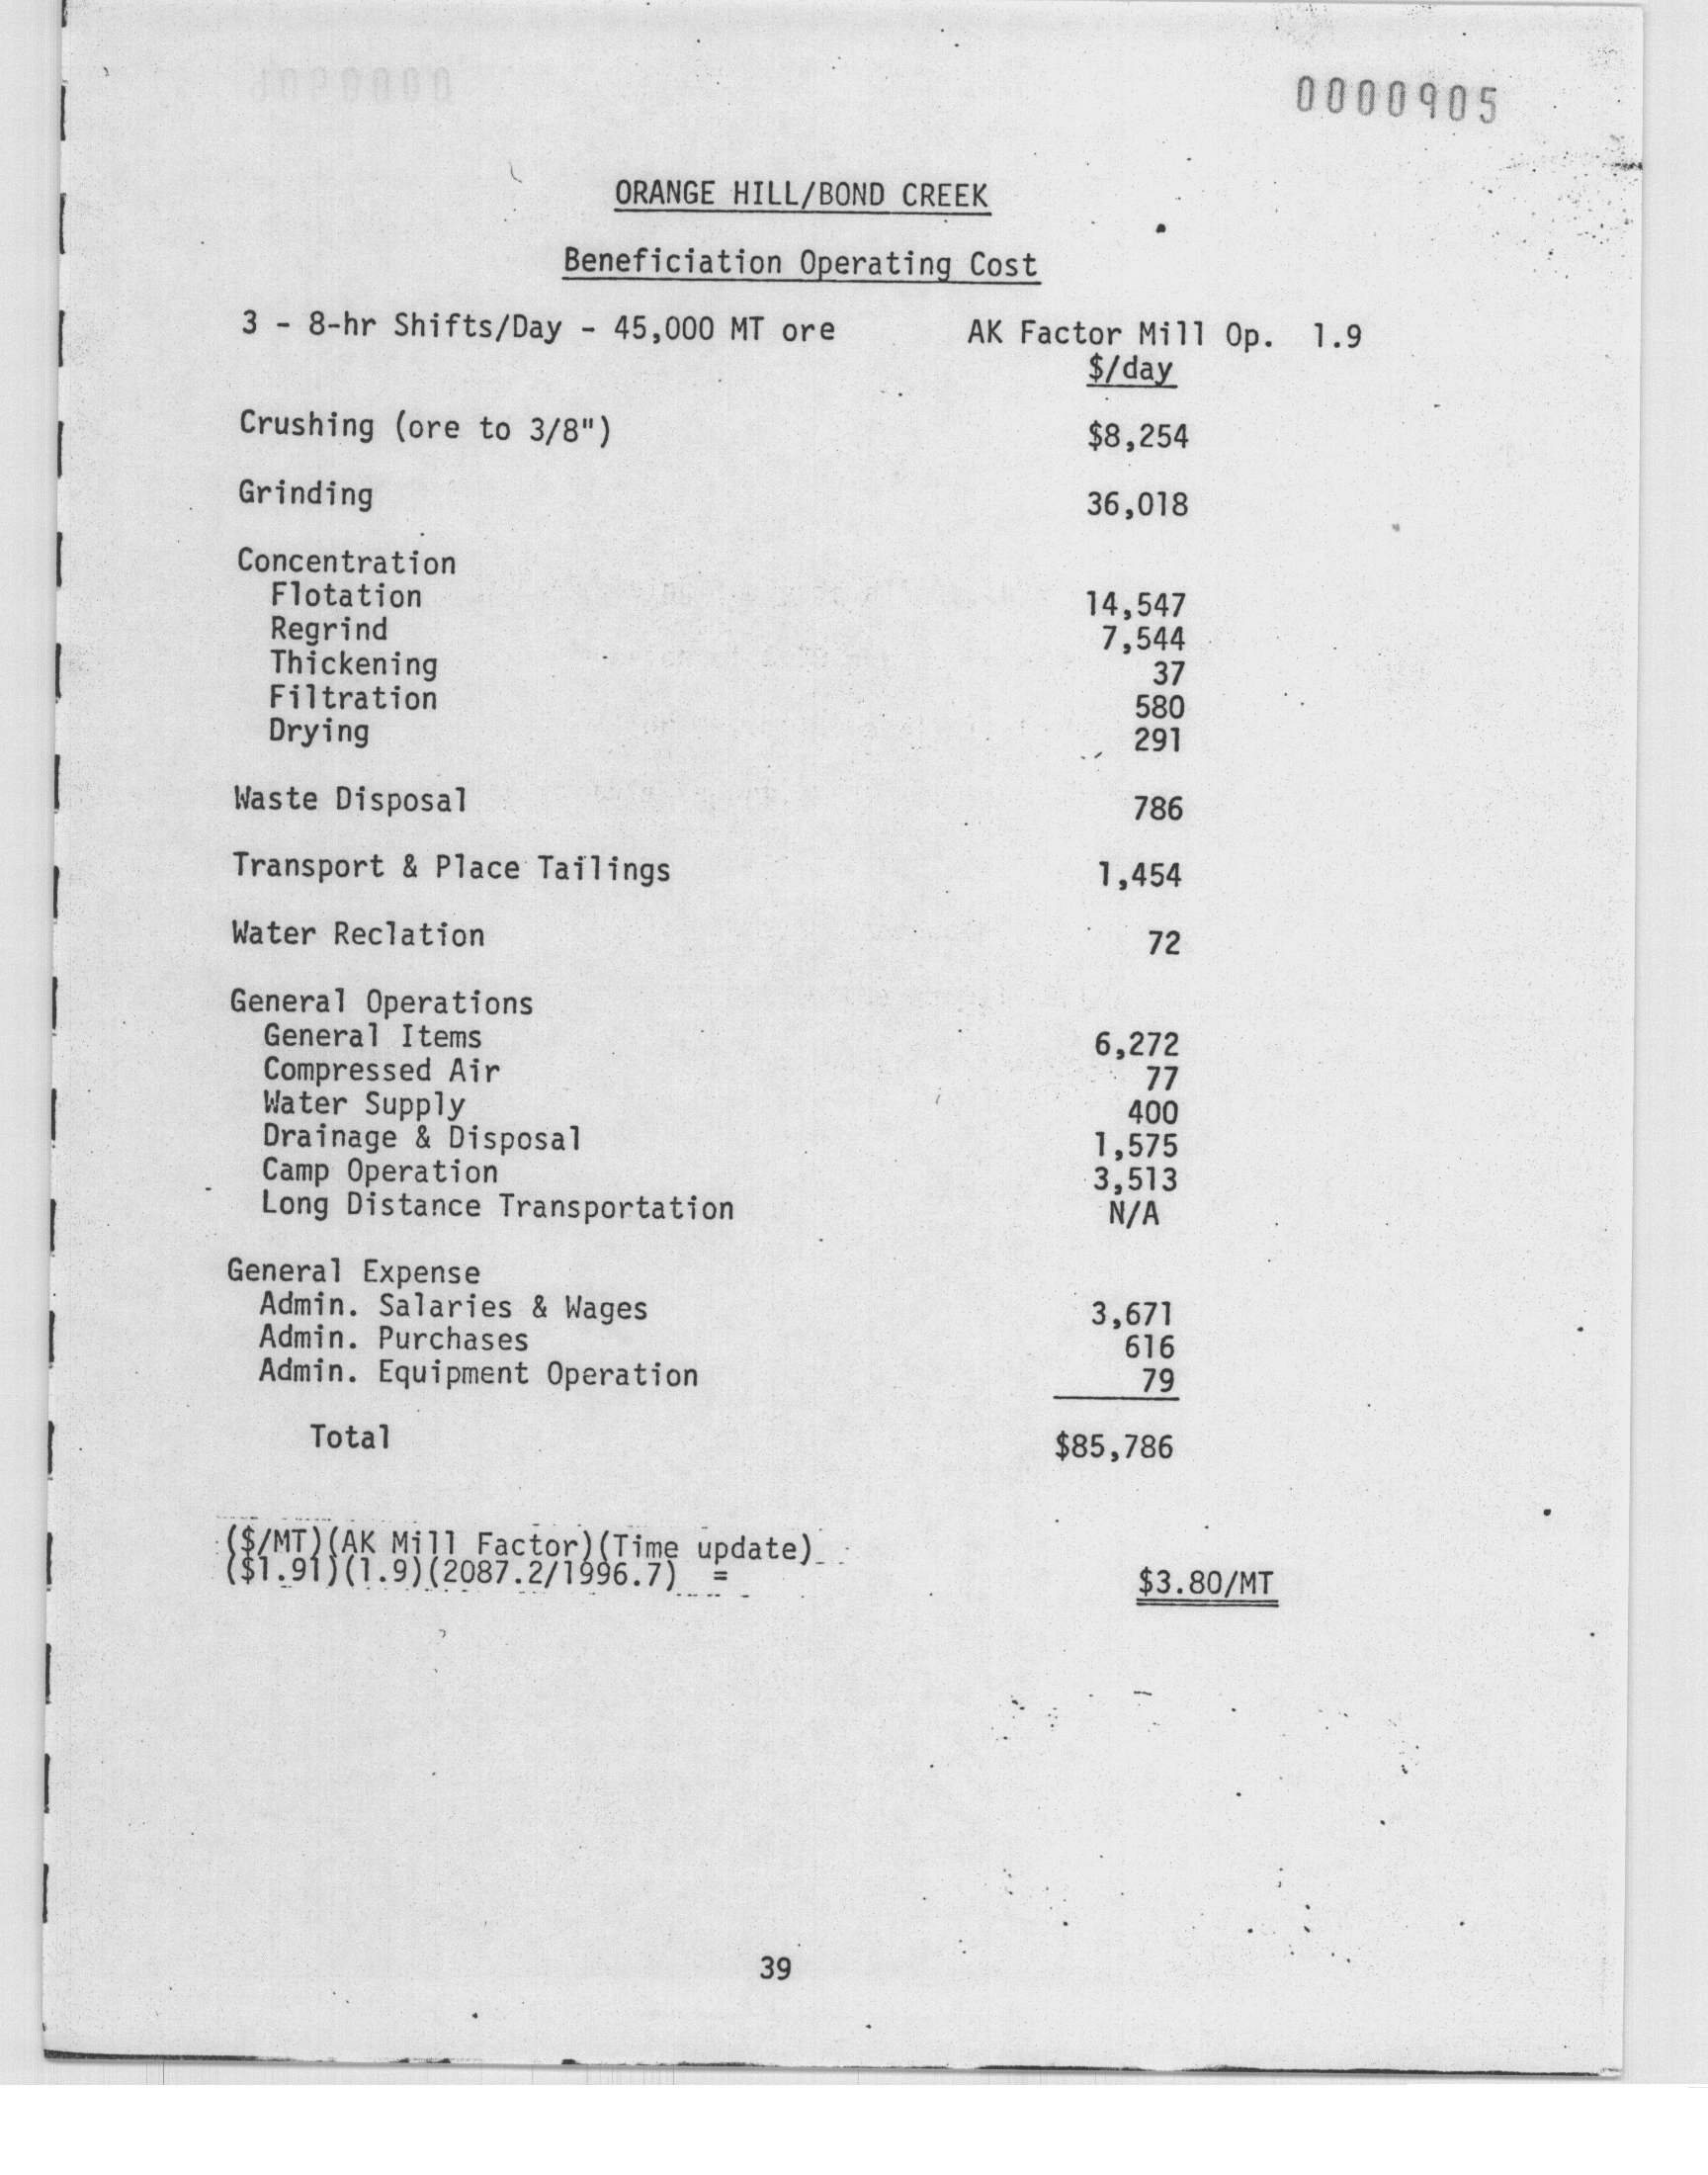 0000905
ORANGE HILL/BOND CREEK
Beneficiation Operating Cost
3 - 8-hr Shifts/Day - 45,000 MT ore AK Factor Mill Op. 1.9
$/day
Crushing (ore to 3/8") $8,254
Grinding 36,018
Concentration
Flotation 14,547
Regrind 7,544
Thickening 37
Filtration 580
Drying 291
Waste Disposal 786
Transport & Place Tailings 1,454
Water Reclation 72
General Operations
General Items 6,272
Compressed Air 77
Water Supply 400
Drainage & Disposal 1,575
Camp Operation 3,513
Long Distance Transportation N/A
General Expense
Admin. Salaries & Wages 3,671
Admin. Purchases 616
Admin. Equipment Operation 79
Total $85,786
($/MT)(AK Mill Factor)(Time update)
($1.91)(1.9)(2087.2/1996.7) = $3.80/MT
39